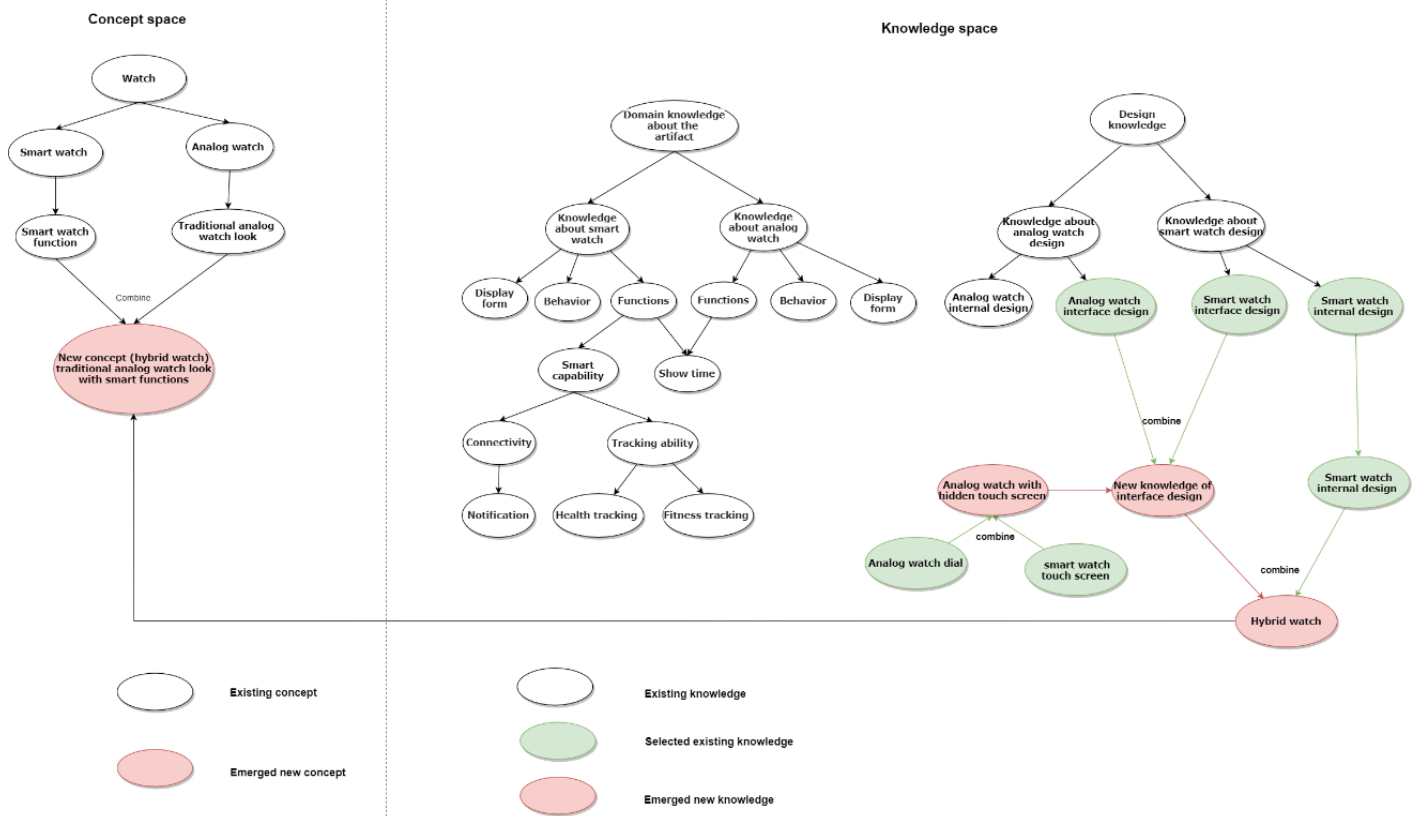 Concept space
Knowledge space
Watch
Smart watch
Analog watch
Smart watch
function
Traditional analog
watch look
Combine
New concept (hybrid watch)
traditional analog watch look
with smart functions
Domain knowledge
about the
artifact
Knowledge
about smart
watch
Knowledge
about analog
watch
Display
form
Behavior
Functions
Functions
Behavior
Display
form
Smart
capability
Show time
Connectivity
Tracking ability
Notification
Health tracking
Fitness tracking
Design
knowledge
Knowledge about
analog watch
design
Knowledge about
smart watch design
Analog watch
internal design
Analog watch
interface design
Smart watch
interface design
Smart watch
internal design
combine
Analog watch with
hidden touch screen
New knowledge of
interface design
Smart watch
internal design
combine
Analog watch dial
smart watch
touch screen
combine
Hybrid watch
Existing concept
Emerged new concept
Existing knowledge
Selected existing knowledge
Emerged new knowledge